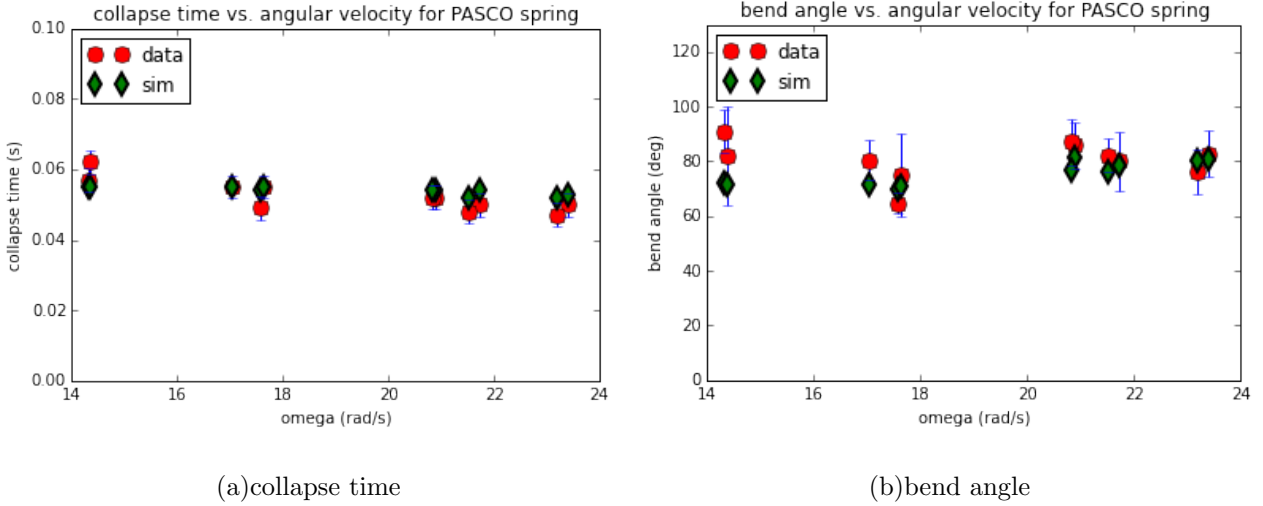 collapse time vs. angular velocity for PASCO spring
0.10
0.08
0.06
0.04
0.02
0.00
collapse time (s)
data
sim
14 16 18 20 22 24
omega (rad/s)
(a)collapse time
bend angle vs. angular velocity for PASCO spring
120
100
80
60
40
20
0
bend angle (deg)
data
sim
14 16 18 20 22 24
omega (rad/s)
(b)bend angle